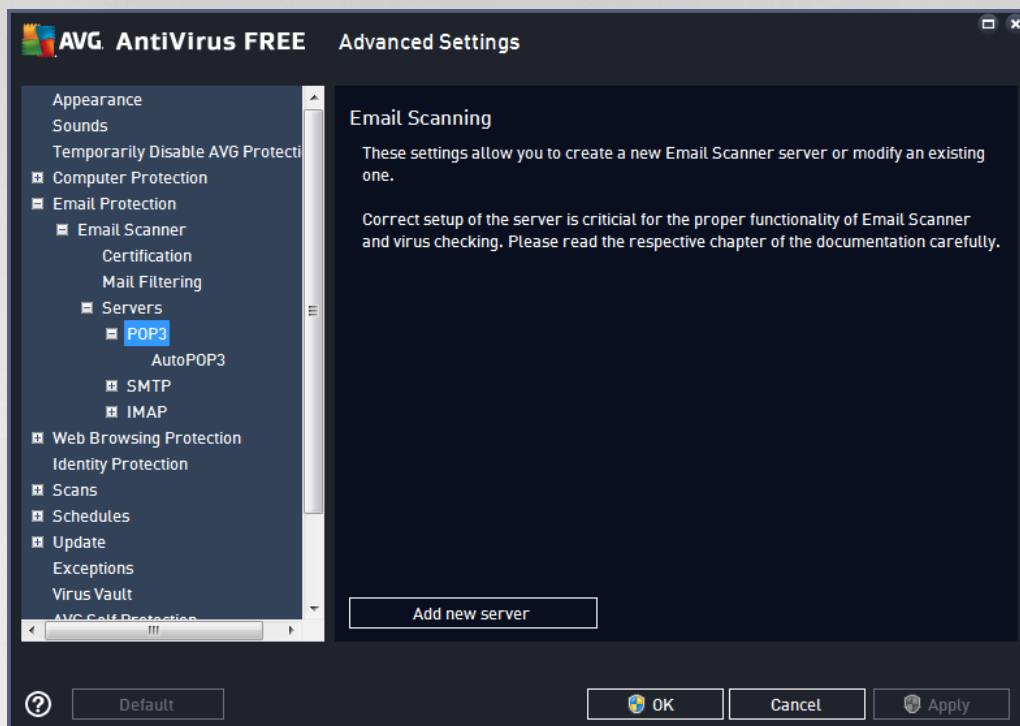 AVG. AntiVirus FREE
Advanced Settings
Appearance
Sounds
Temporarily Disable AVG Protecti
Computer Protection
Email Protection
Email Scanner
Certification
Mail Filtering
Servers
POP3
AutoPOP3
SMTP
IMAP
Web Browsing Protection
Identity Protection
Scans
Schedules
Update
Exceptions
Virus Vault
AVG Self Protection
Email Scanning
These settings allow you to create a new Email Scanner server or modify an existing
one.
Correct setup of the server is criticial for the proper functionality of Email Scanner
and virus checking. Please read the respective chapter of the documentation carefully.
Add new server
?
Default
OK
Cancel
Apply